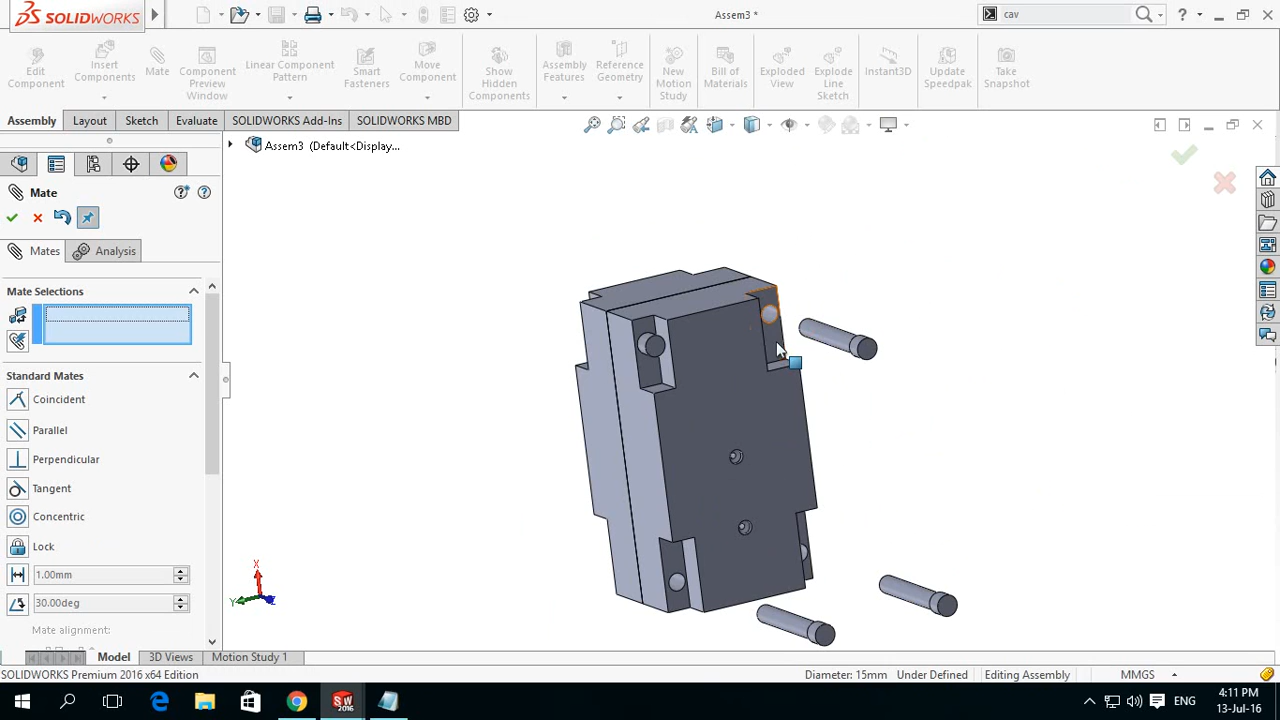 SOLIDWORKS
Assem3 *
cav
Edit Component
Insert Components
Mate
Component Preview Window
Linear Component Pattern
Smart Fasteners
Move Component
Show Hidden Components
Assembly Features
Reference Geometry
New Motion Study
Bill of Materials
Exploded View
Explode Line Sketch
Instant3D
Update Speedpak
Take Snapshot
Assembly
Layout
Sketch
Evaluate
SOLIDWORKS Add-Ins
SOLIDWORKS MBD
Assem3 (Default<Display...
Mate
Mates
Analysis
Mate Selections
Standard Mates
Coincident
Parallel
Perpendicular
Tangent
Concentric
Lock
1.00mm
30.00deg
Mate alignment:
X
Y
Z
Model
3D Views
Motion Study 1
SOLIDWORKS Premium 2016 x64 Edition
Diameter: 15mm
Under Defined
Editing Assembly
MMGS
ENG
4:11 PM
13-Jul-16